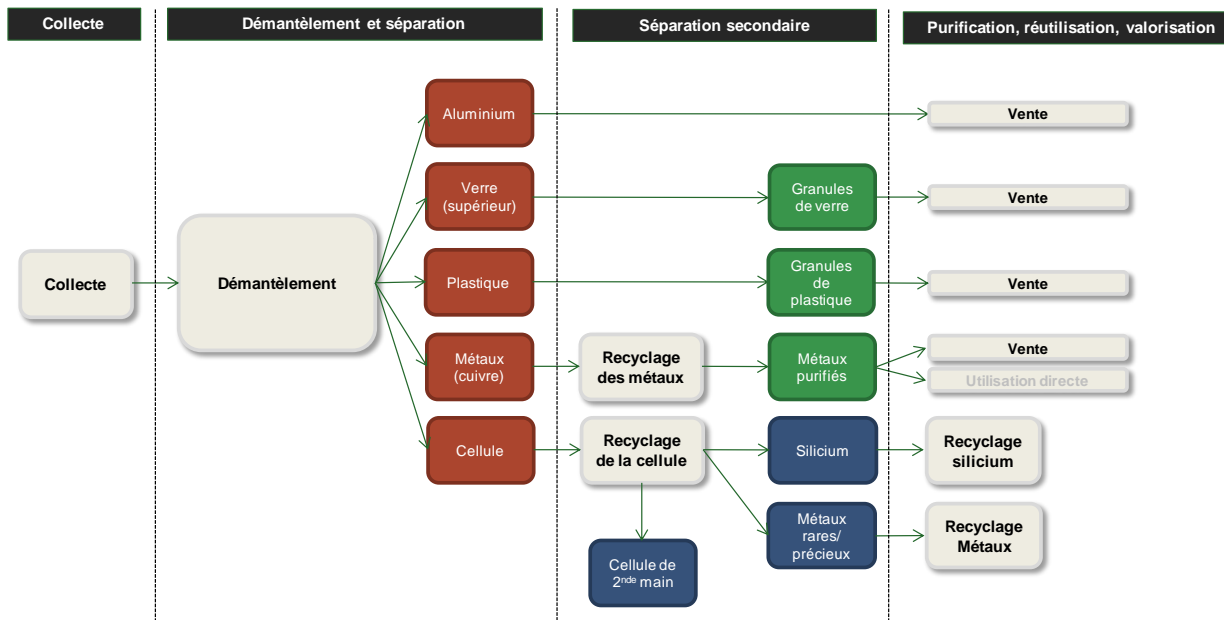 Collecte
Démantèlement et séparation
Séparation secondaire
Purification, réutilisation, valorisation
Aluminium
Vente
Verre
(supérieur)
Granules
de verre
Vente
Collecte
Démantèlement
Plastique
Granules
de
plastique
Vente
Métaux
(cuivre)
Recyclage
des métaux
Métaux
purifiés
Vente
Utilisation directe
Cellule
Recyclage
de la cellule
Silicium
Recyclage
silicium
Cellule de
2nde main
Métaux
rares/
précieux
Recyclage
Métaux